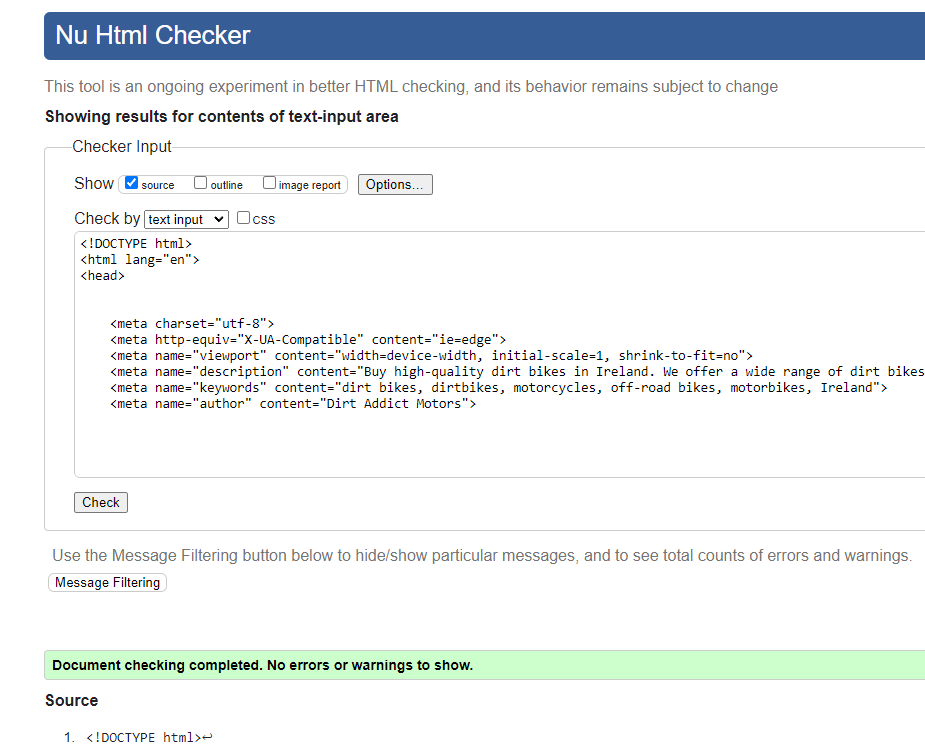 Nu Html Checker
This tool is an ongoing experiment in better HTML checking, and its behavior remains subject to change
Showing results for contents of text-input area
Checker Input
Show source outline image report Options...
Check by text input css
<!DOCTYPE html>
<html lang="en">
<head>
<meta charset="utf-8">
<meta http-equiv="X-UA-Compatible" content="ie=edge">
<meta name="viewport" content="width=device-width, initial-scale=1, shrink-to-fit=no">
<meta name="description" content="Buy high-quality dirt bikes in Ireland. We offer a wide range of dirt bikes
<meta name="keywords" content="dirt bikes, dirtbikes, motorcycles, off-road bikes, motorbikes, Ireland">
<meta name="author" content="Dirt Addict Motors">
Check
Use the Message Filtering button below to hide/show particular messages, and to see total counts of errors and warnings.
Message Filtering
Document checking completed. No errors or warnings to show.
Source
1. <!DOCTYPE html>↩